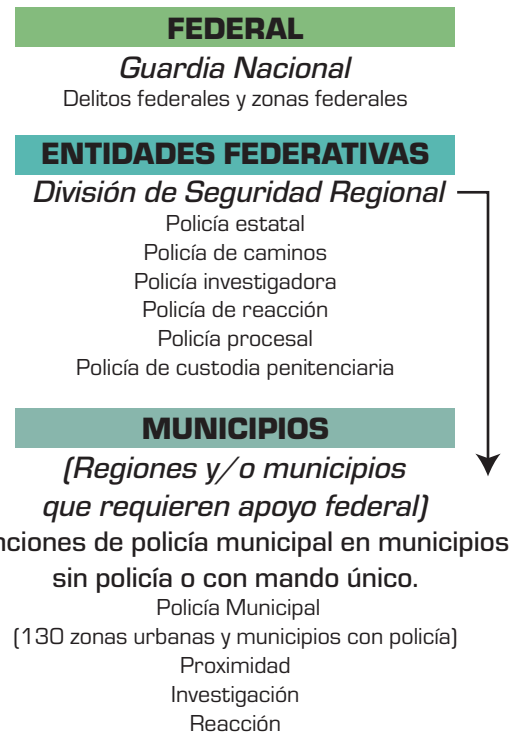 FEDERAL
Guardia Nacional
Delitos federales y zonas federales
ENTIDADES FEDERATIVAS
División de Seguridad Regional
Policía estatal
Policía de caminos
Policía investigadora
Policía de reacción
Policía procesal
Policía de custodia penitenciaria
MUNICIPIOS
(Regiones y/o municipios
que requieren apoyo federal)
nciones de policía municipal en municipios
sin policía o con mando único.
Policía Municipal
(130 zonas urbanas y municipios con policía)
Proximidad
Investigación
Reacción